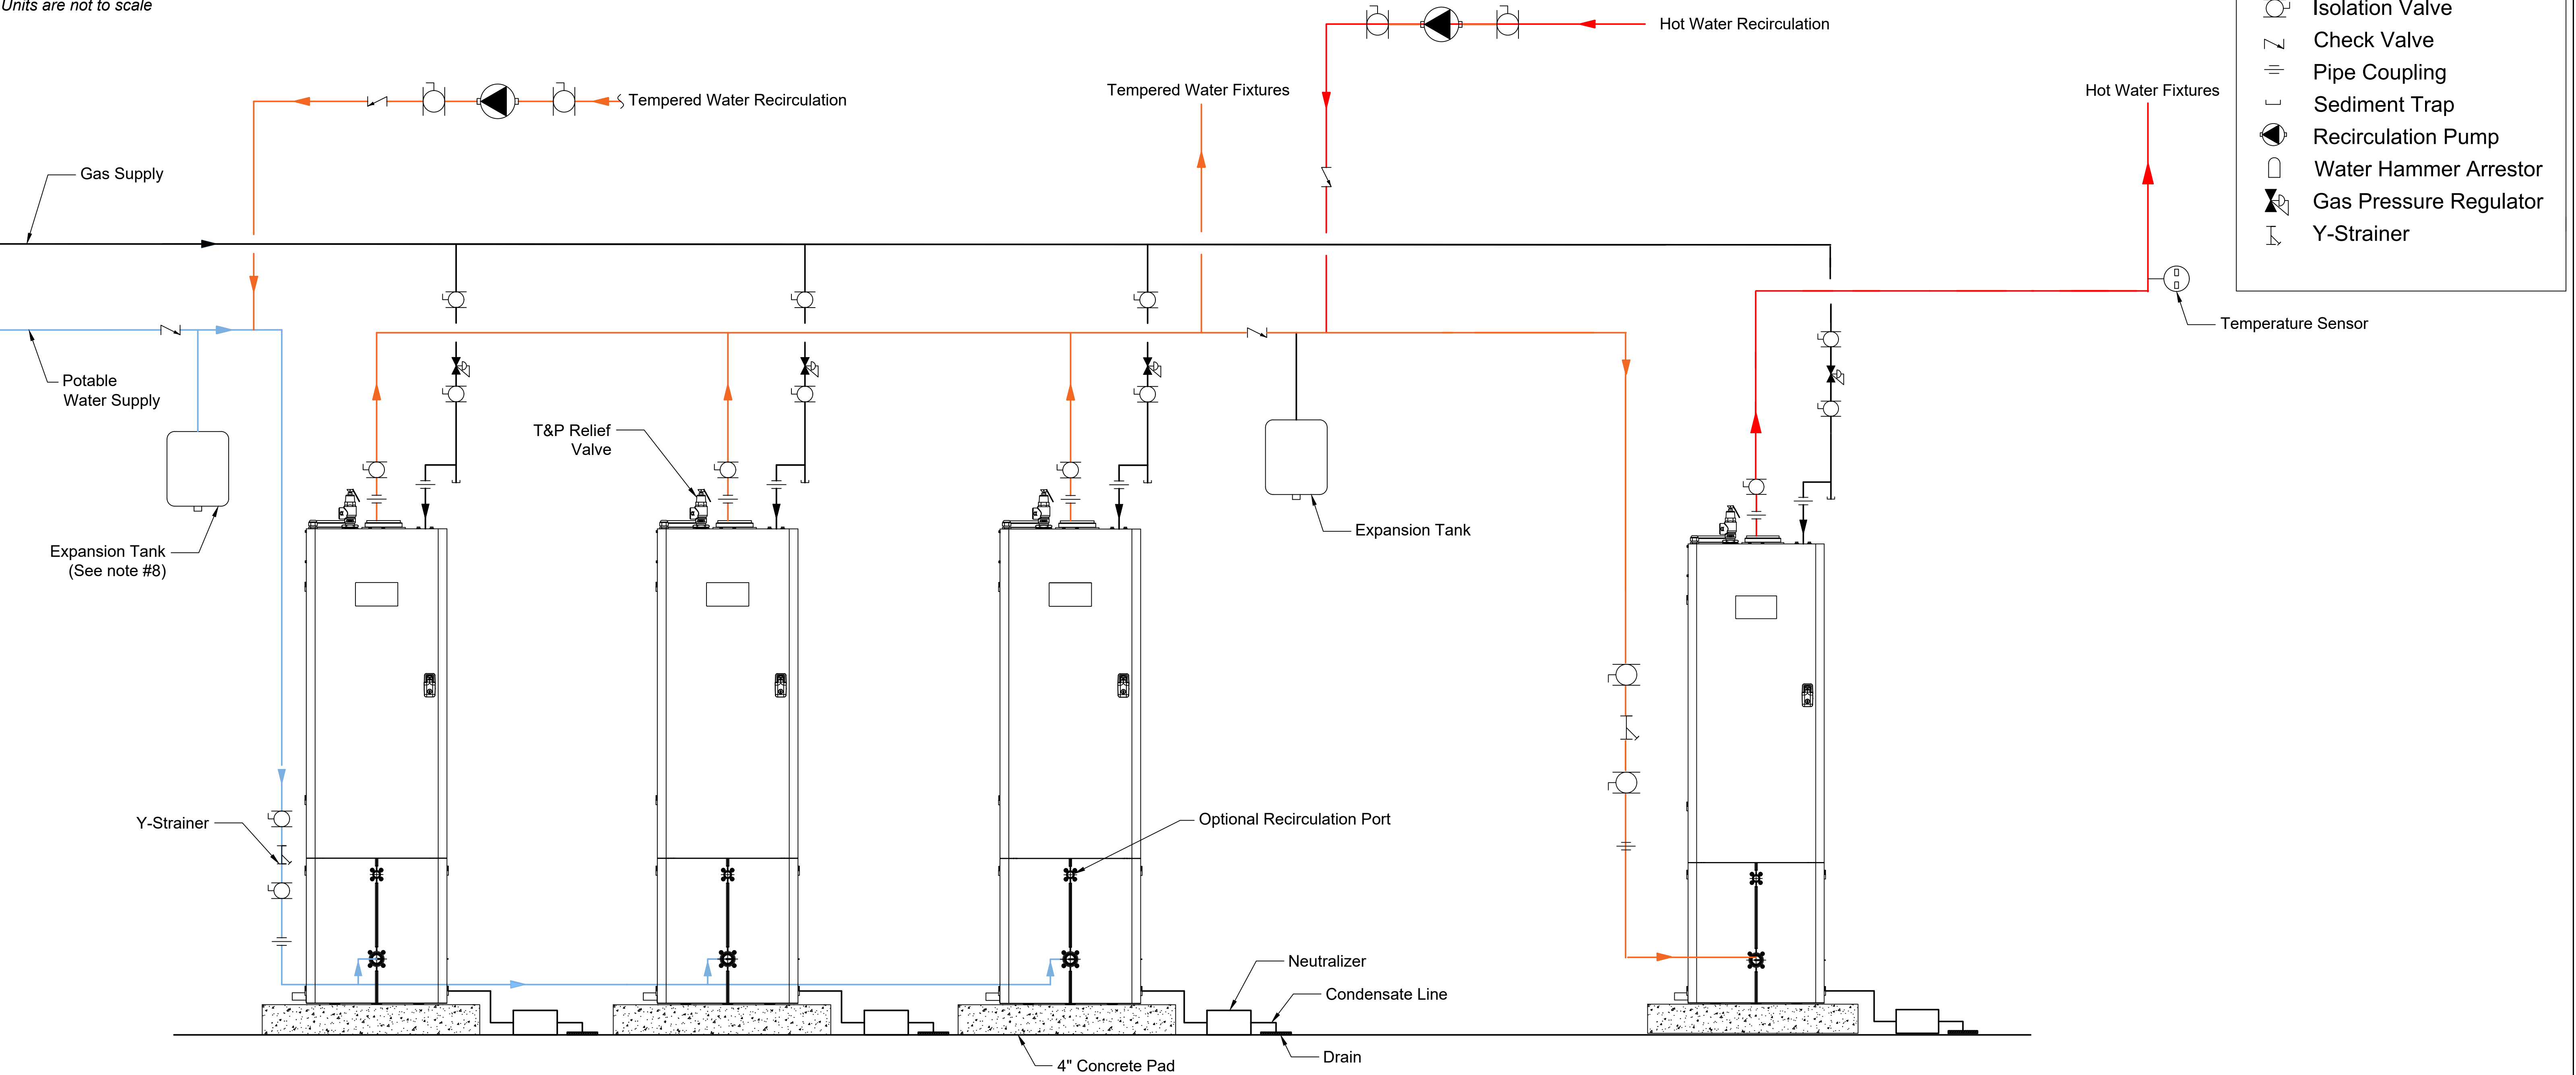 Units are not to scale
Hot Water Recirculation
Isolation Valve
Check Valve
Pipe Coupling
Sediment Trap
Recirculation Pump
Water Hammer Arrestor
Gas Pressure Regulator
Y-Strainer
Tempered Water Recirculation
Tempered Water Fixtures
Hot Water Fixtures
Gas Supply
Temperature Sensor
Potable
Water Supply
T&P Relief
Valve
Expansion Tank
(See note #8)
Expansion Tank
Y-Strainer
Optional Recirculation Port
Neutralizer
Condensate Line
Drain
4" Concrete Pad